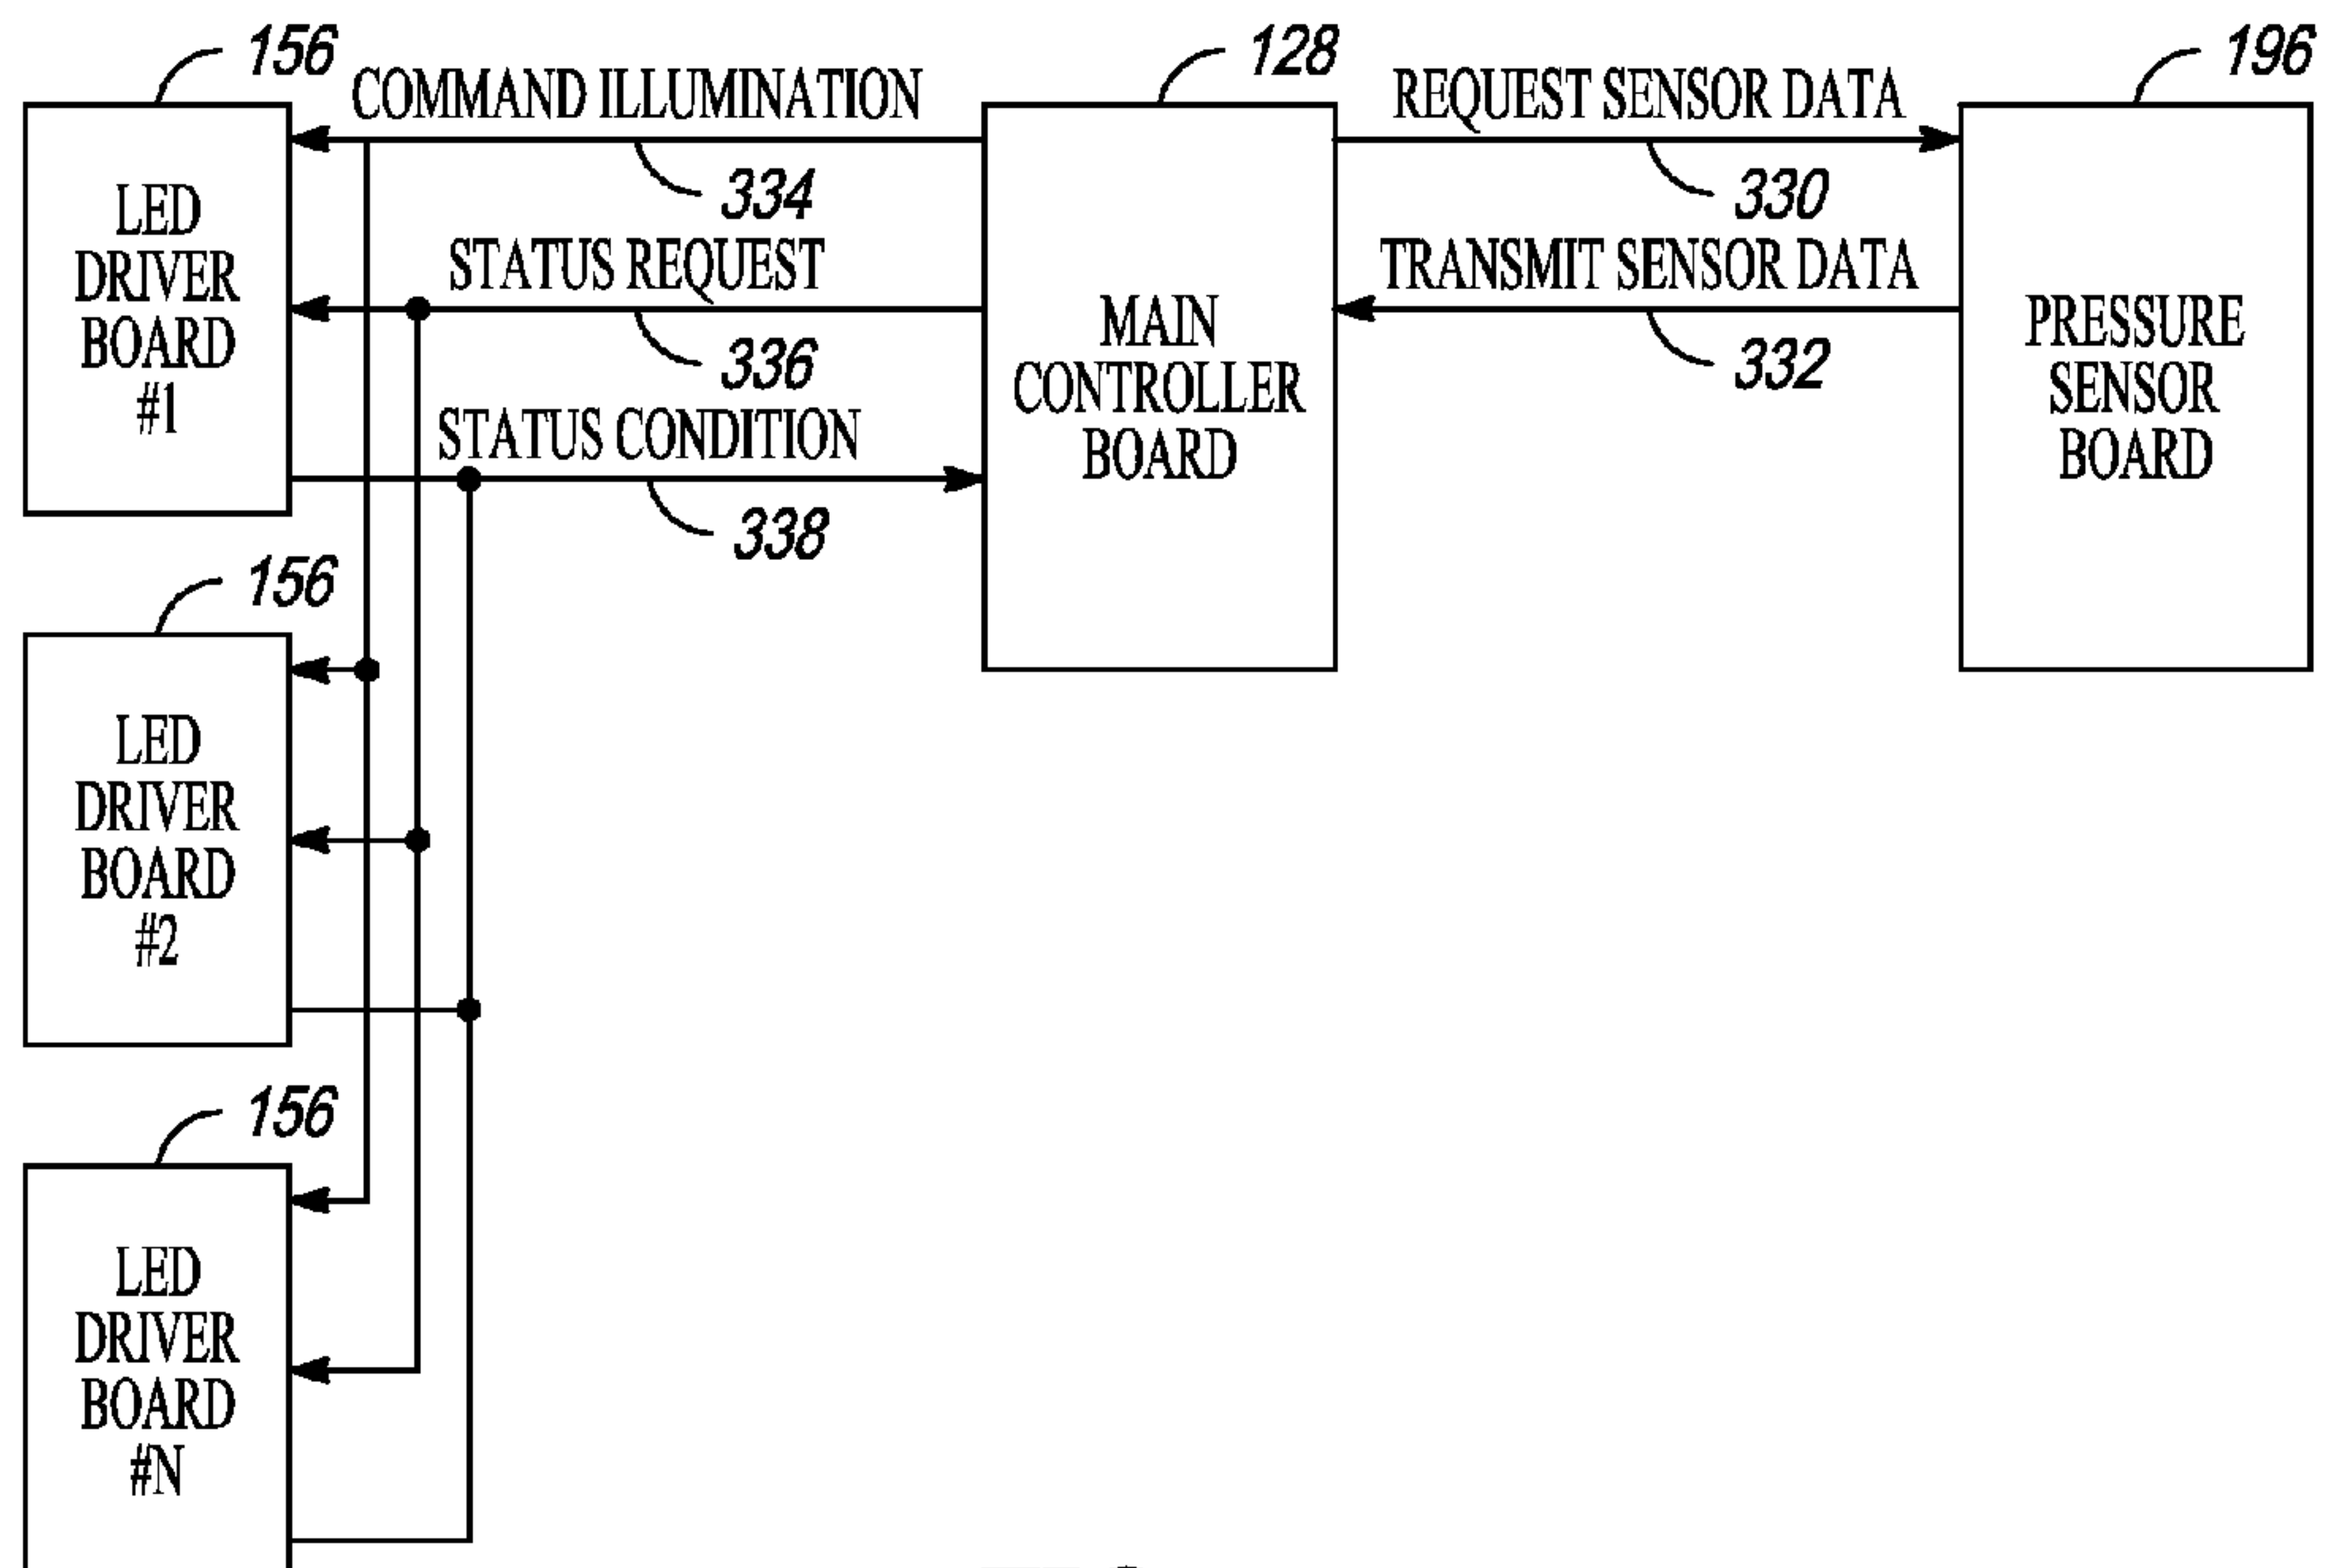 156
COMMAND ILLUMINATION
128
REQUEST SENSOR DATA
196
334
330
LED
DRIVER
BOARD
#1
STATUS REQUEST
336
MAIN
CONTROLLER
BOARD
TRANSMIT SENSOR DATA
332
PRESSURE
SENSOR
BOARD
STATUS CONDITION
338
156
LED
DRIVER
BOARD
#2
156
LED
DRIVER
BOARD
#N